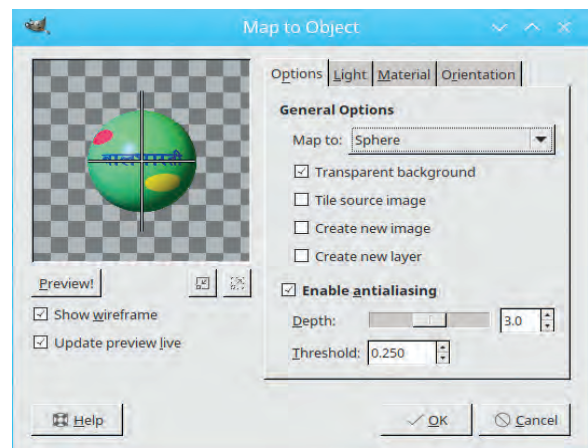 Map to Object
Options Light Material Orientation
General Options
Map to: Sphere
Transparent background
Tile source image
Create new image
Create new layer
Enable antialiasing
Depth: 3.0
Threshold: 0.250
Preview!
Show wireframe
Update preview live
Help
OK
Cancel